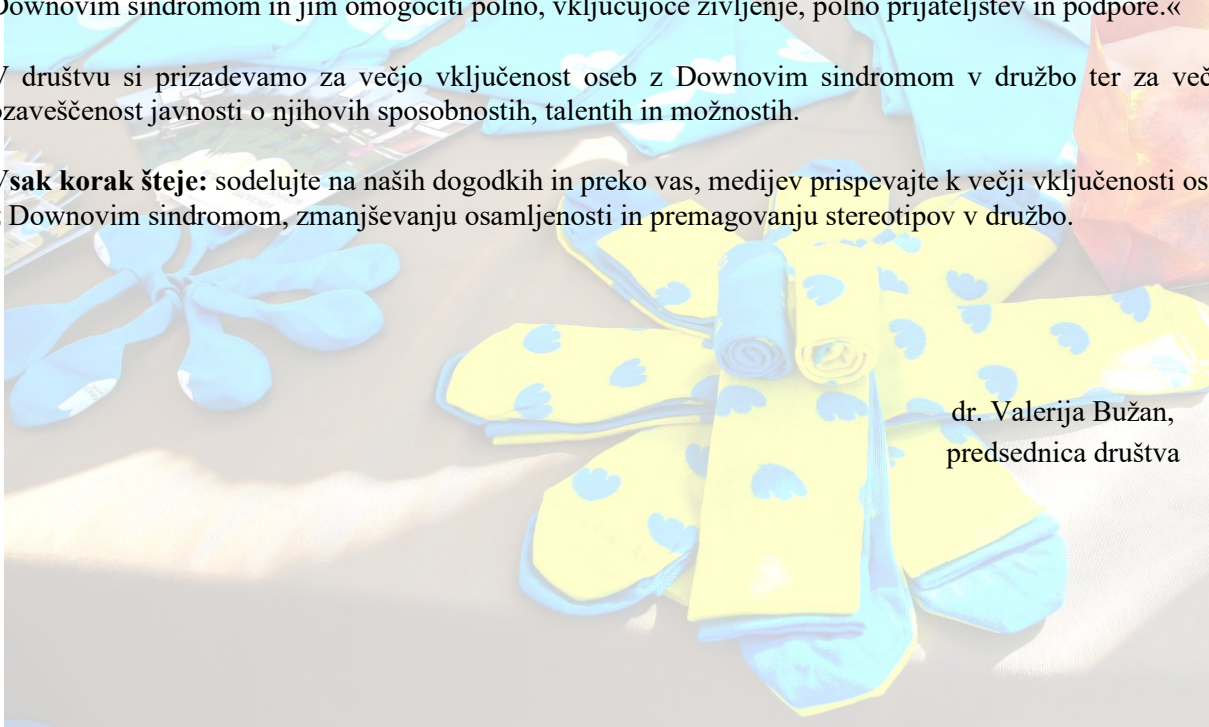 Downovim sindromom in jim omogočiti polno, vključujoče življenje, polno prijateljstev in podpore.«
V društvu si prizadevamo za večjo vključenost oseb z Downovim sindromom v družbo ter za več
ozaveščenost javnosti o njihovih sposobnostih, talentih in možnostih.
Vsak korak šteje: sodelujte na naših dogodkih in preko vas, medijev prispevajte k večji vključenosti os
z Downovim sindromom, zmanjševanju osamljenosti in premagovanju stereotipov v družbo.
dr. Valerija Bužan,
predsednica društva